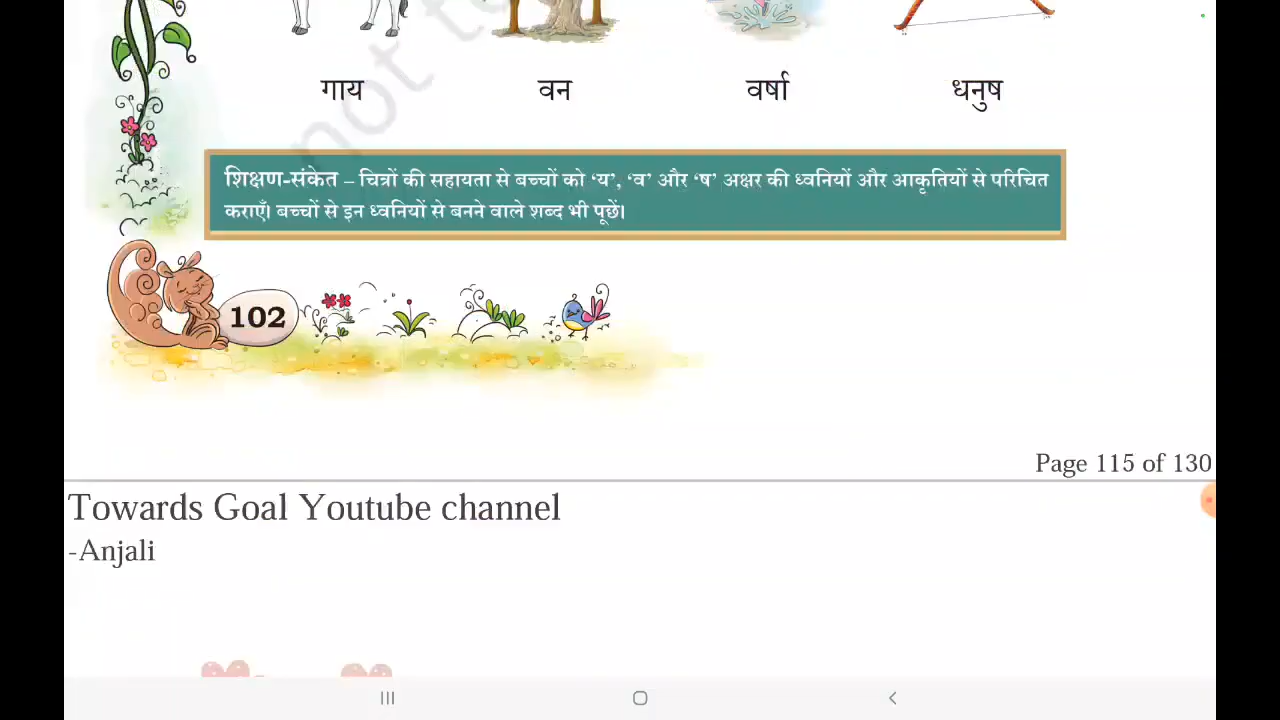 not t
गाय वन वर्षा धनुष
शिक्षण-संकेत – चित्रों की सहायता से बच्चों को ‘य’, ‘व’ और ‘ष’ अक्षर की ध्वनियों और आकृतियों से परिचित
कराएँ। बच्चों से इन ध्वनियों से बनने वाले शब्द भी पूछें।
102
Page 115 of 130
Towards Goal Youtube channel
-Anjali